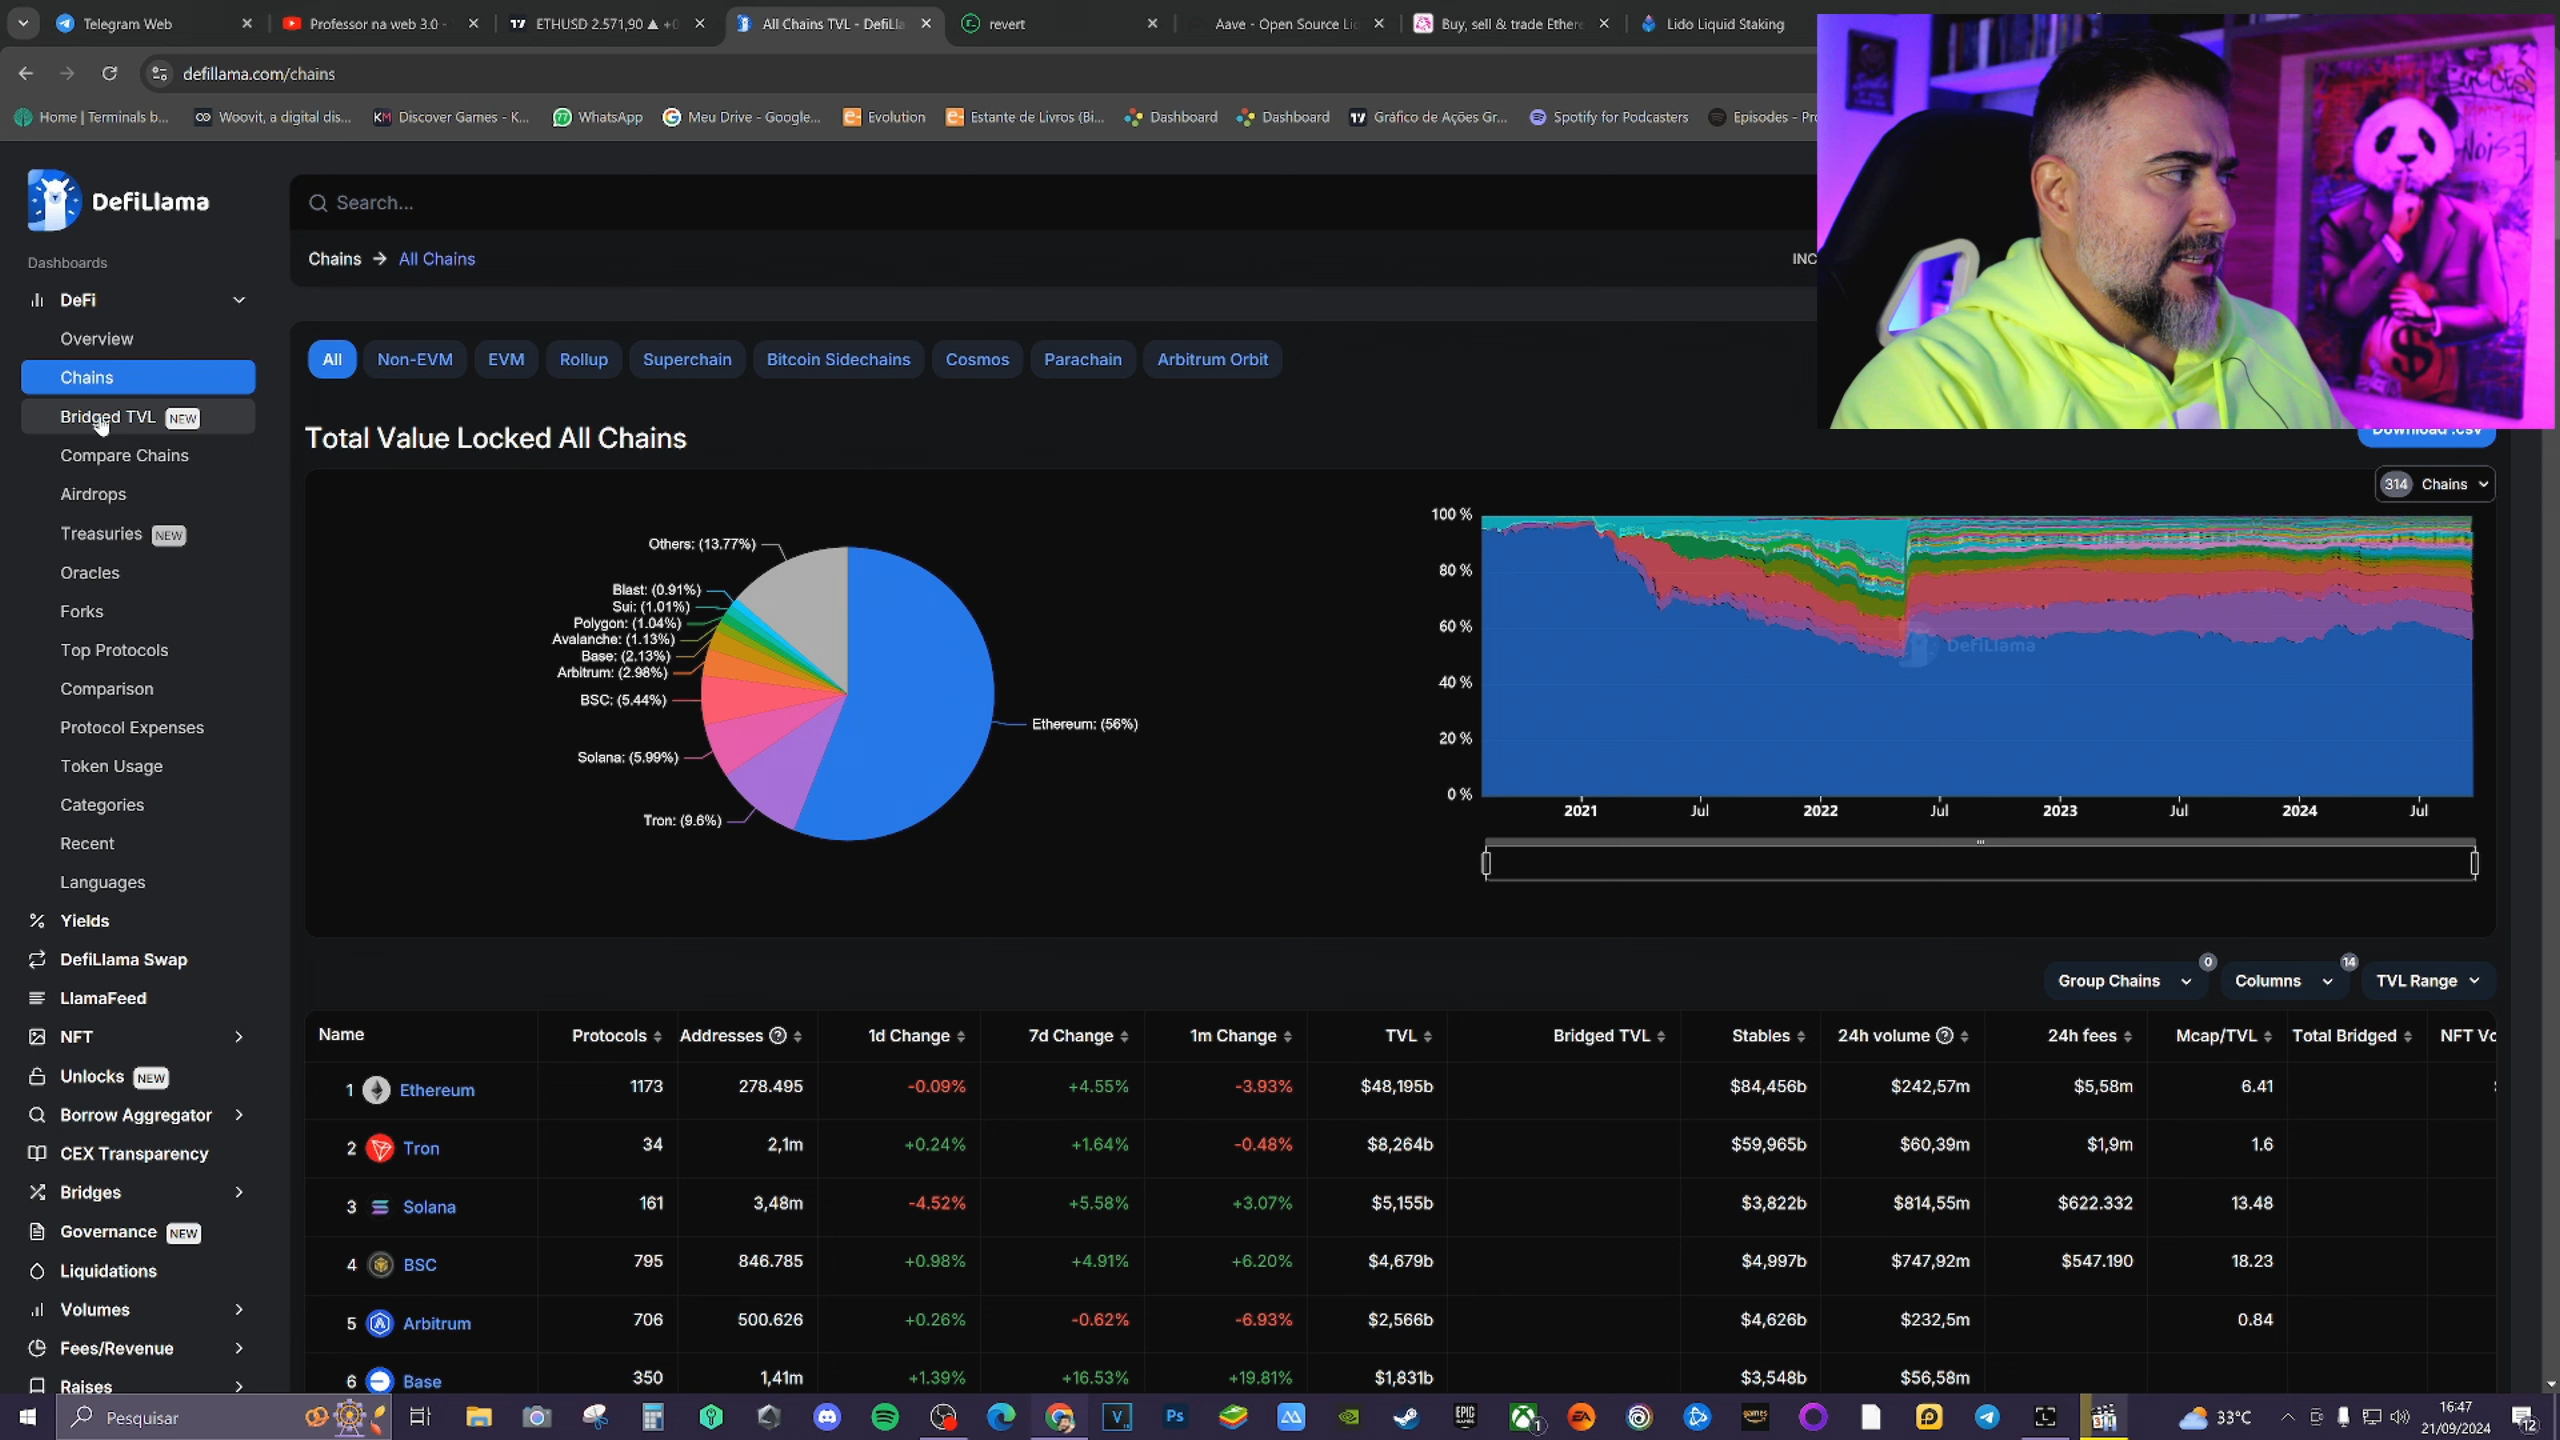 Telegram Web
Professor na web 3.0 -
ETHUSD 2.571,90 ▲ +0
All Chains TVL - DefiLla
revert
Aave - Open Source Li
Buy, sell & trade Ether
Lido Liquid Staking
defillama.com/chains
Home | Terminals b...
Woovit, a digital dis...
KM Discover Games - K...
WhatsApp
Meu Drive - Google...
Evolution
Estante de Livros (Bi...
Dashboard
Dashboard
Gráfico de Ações Gr...
Spotify for Podcasters
Episodes - Pro
DefiLlama
Search...
Dashboards
Chains → All Chains
INC
DeFi
Overview
Chains
Bridged TVL NEW
Compare Chains
Airdrops
Treasuries NEW
Oracles
Forks
Top Protocols
Comparison
Protocol Expenses
Token Usage
Categories
Recent
Languages
Yields
DefiLlama Swap
LlamaFeed
NFT
Unlocks NEW
Borrow Aggregator
CEX Transparency
Bridges
Governance NEW
Liquidations
Volumes
Fees/Revenue
Raises
All Non-EVM EVM Rollup Superchain Bitcoin Sidechains Cosmos Parachain Arbitrum Orbit
Total Value Locked All Chains
Download .csv
314 Chains
Others: (13.77%)
Blast: (0.91%)
Sui: (1.01%)
Polygon: (1.04%)
Avalanche: (1.13%)
Base: (2.13%)
Arbitrum: (2.98%)
BSC: (5.44%)
Solana: (5.99%)
Tron: (9.6%)
Ethereum: (56%)
100 %
80 %
60 %
40 %
20 %
0 %
DefiLlama
2021 Jul 2022 Jul 2023 Jul 2024 Jul
Group Chains 0 Columns 14 TVL Range
Name Protocols Addresses 1d Change 7d Change 1m Change TVL Bridged TVL Stables 24h volume 24h fees Mcap/TVL Total Bridged NFT Vo
1 Ethereum 1173 278.495 -0.09% +4.55% -3.93% $48,195b $84,456b $242,57m $5,58m 6.41
2 Tron 34 2,1m +0.24% +1.64% -0.48% $8,264b $59,965b $60,39m $1,9m 1.6
3 Solana 161 3,48m -4.52% +5.58% +3.07% $5,155b $3,822b $814,55m $622.332 13.48
4 BSC 795 846.785 +0.98% +4.91% +6.20% $4,679b $4,997b $747,92m $547.190 18.23
5 Arbitrum 706 500.626 +0.26% -0.62% -6.93% $2,566b $4,626b $232,5m 0.84
6 Base 350 1,41m +1.39% +16.53% +19.81% $1,831b $3,548b $56,58m
Pesquisar
33°C
16:47
21/09/2024
12